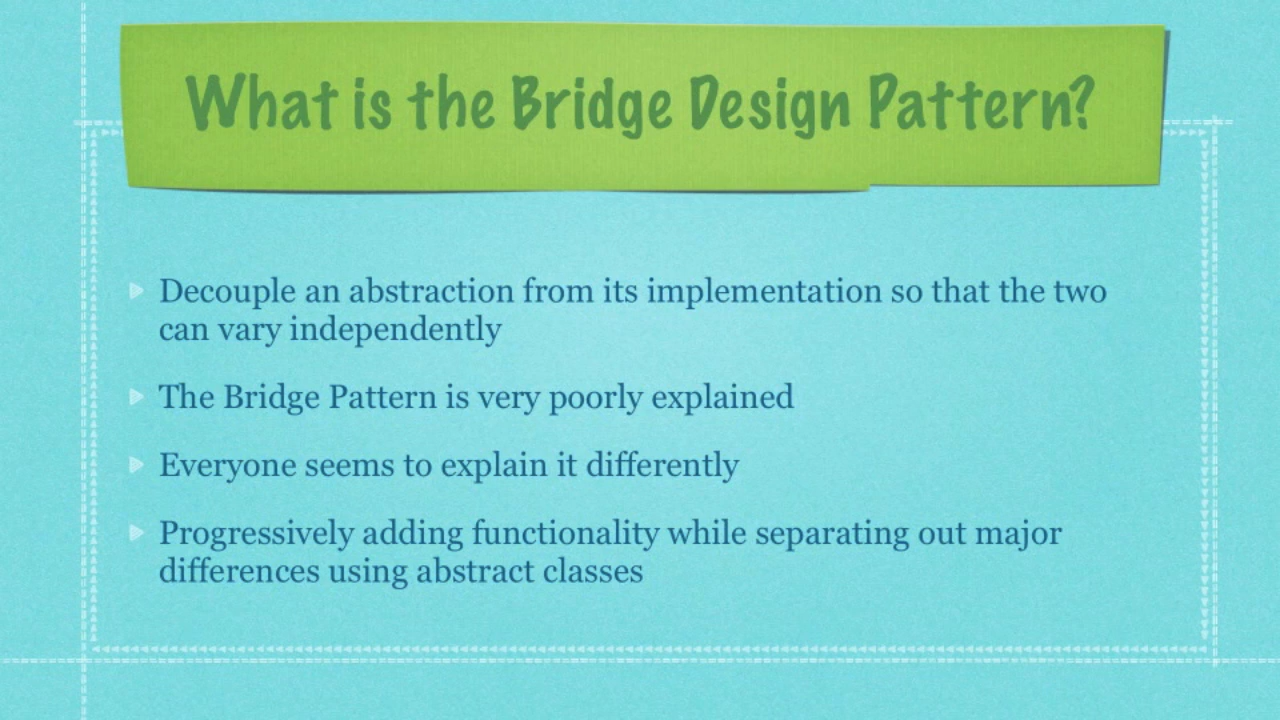 What is the Bridge Design Pattern?
Decouple an abstraction from its implementation so that the two
can vary independently
The Bridge Pattern is very poorly explained
Everyone seems to explain it differently
Progressively adding functionality while separating out major
differences using abstract classes